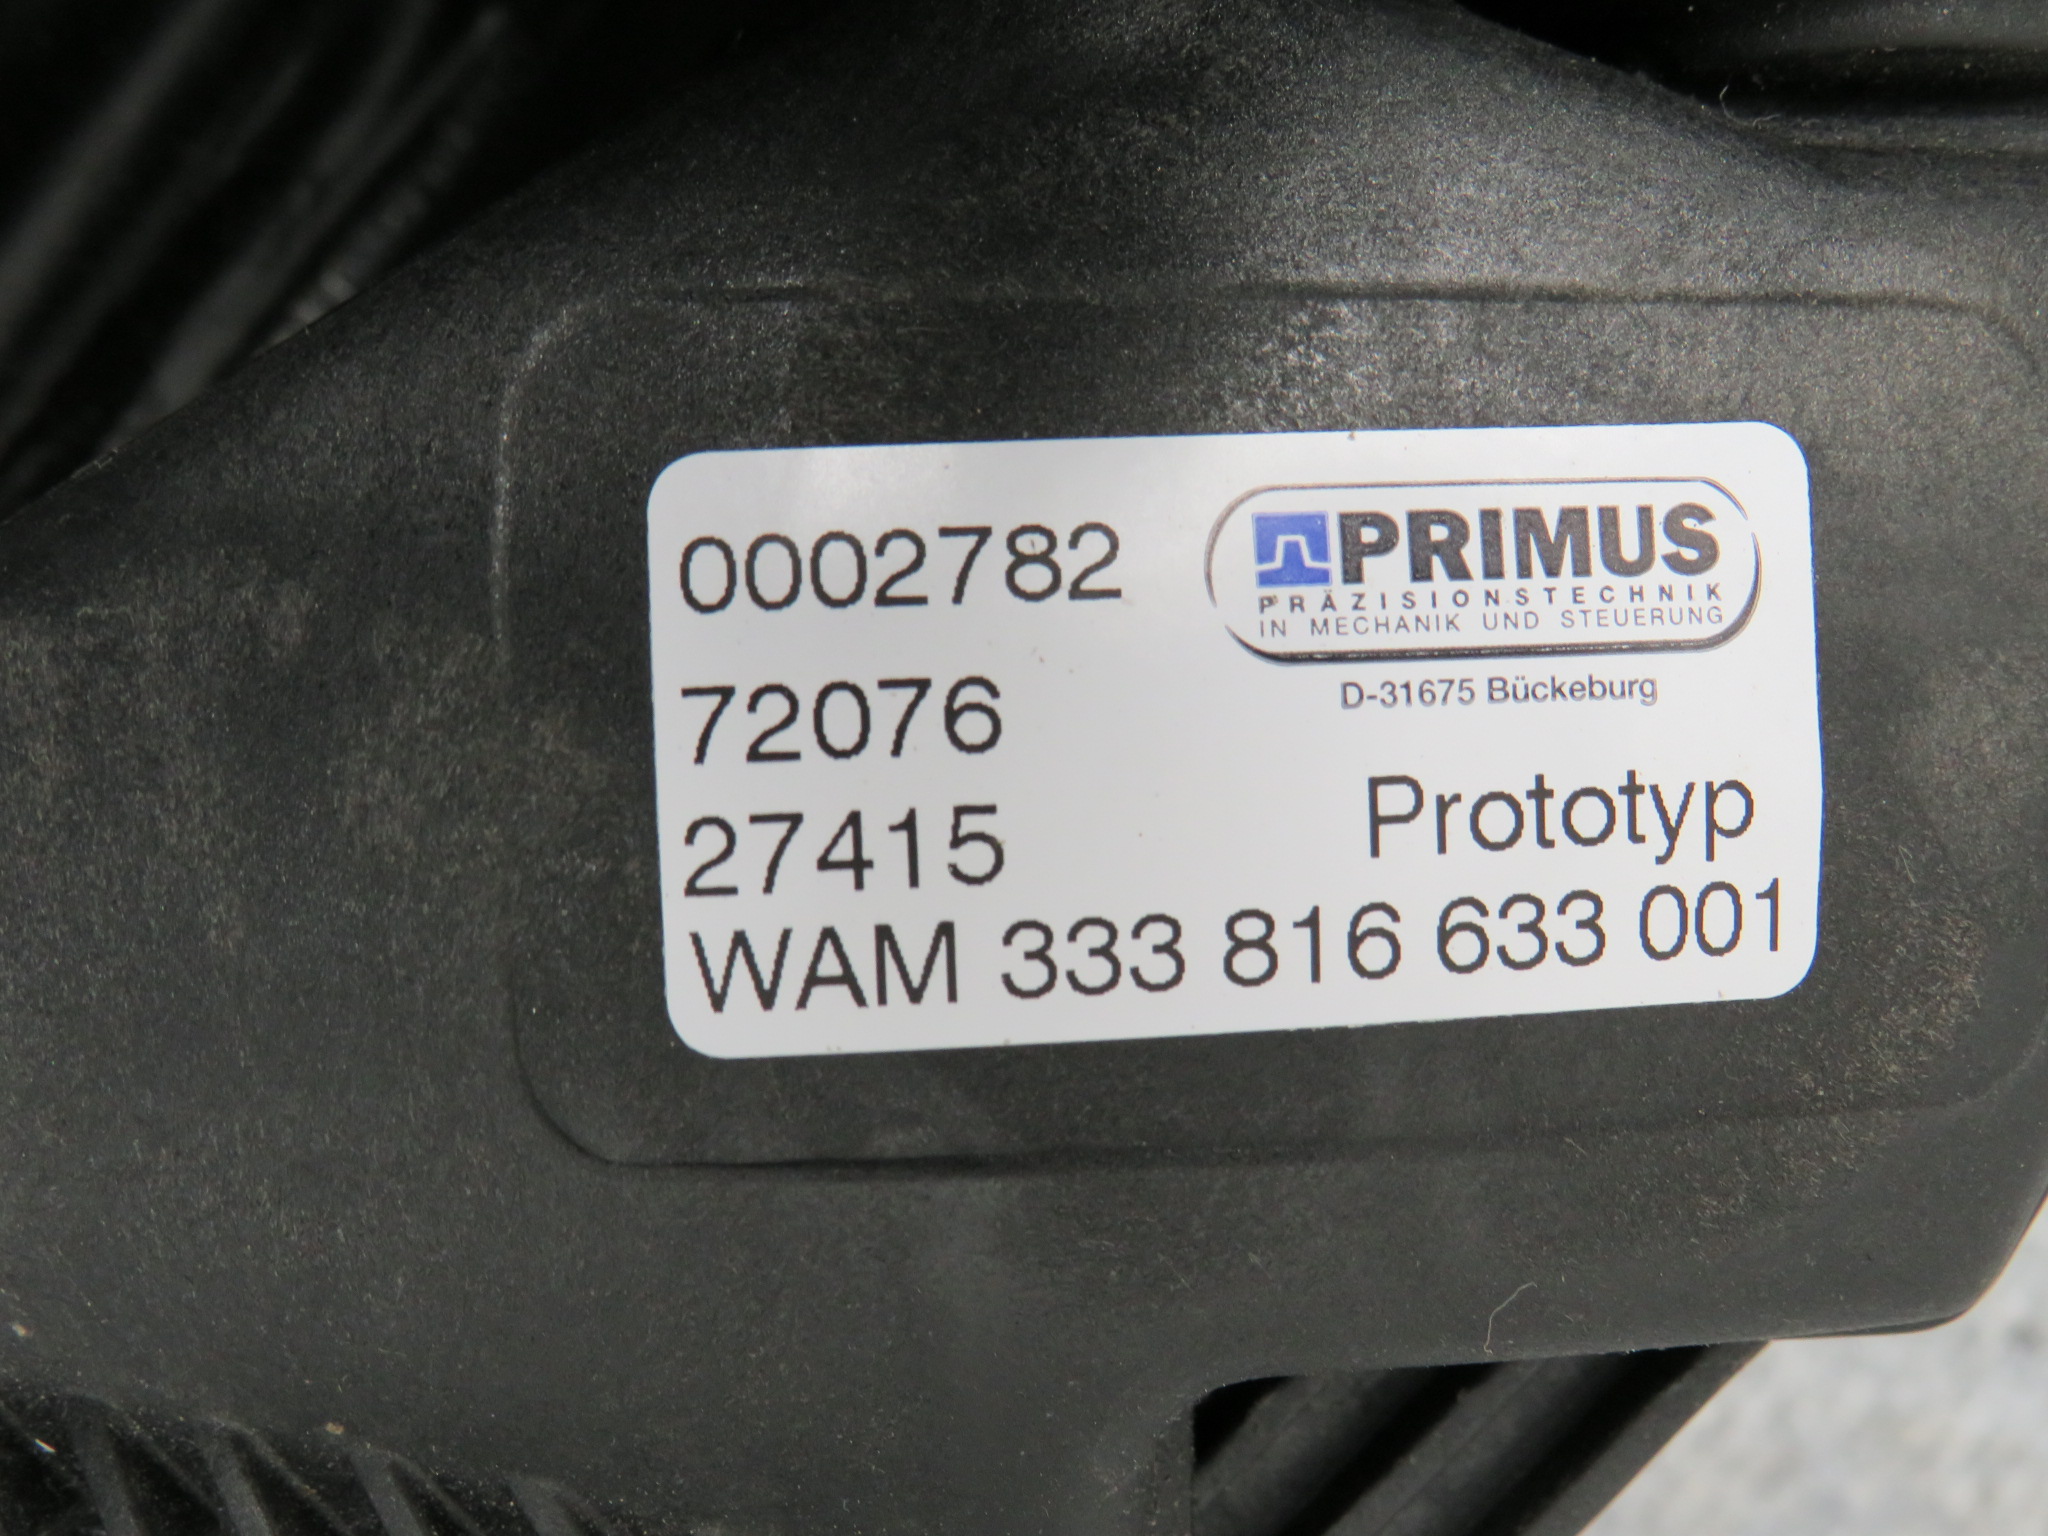 0002782
PRIMUS
PRÄZISIONSTECHNIK
IN MECHANIK UND STEUERUNG
D-31675 Bückeburg
72076
27415
Prototyp
WAM 333 816 633 001